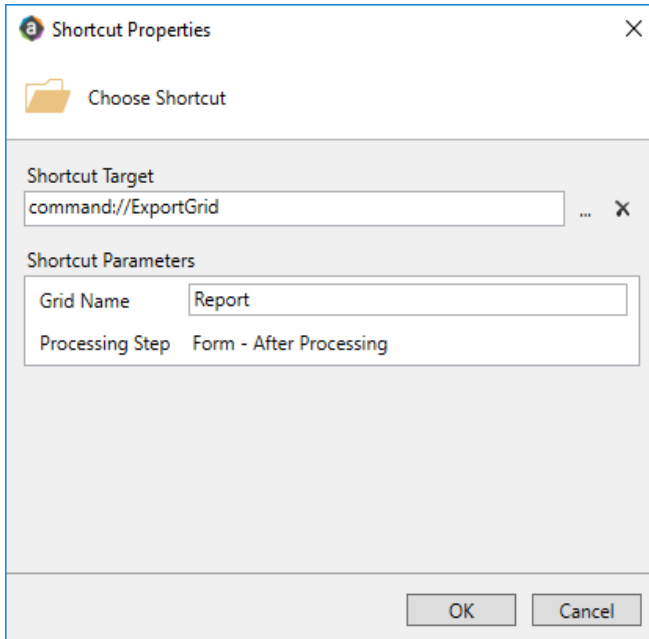 Shortcut Properties
Choose Shortcut
Shortcut Target
command://ExportGrid
...
Shortcut Parameters
Grid Name Report
Processing Step Form - After Processing
OK Cancel